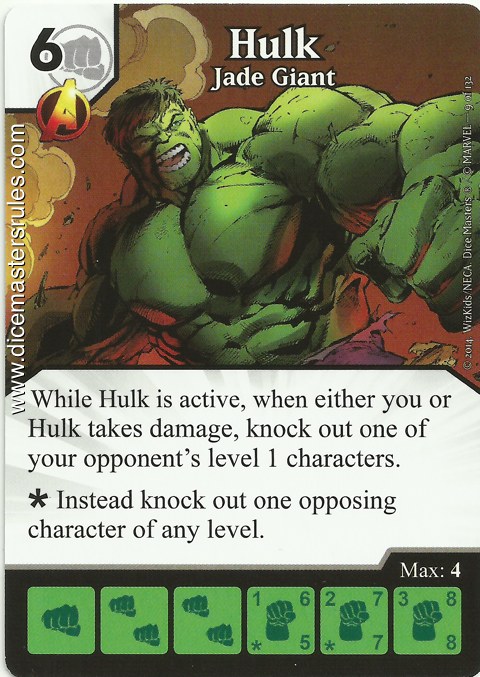 6
Hulk
Jade Giant
www.dicemastersrules.com
© 2014 WizKids/NECA. Dice Masters ® © MARVEL — 9 of 132
While Hulk is active, when either you or
Hulk takes damage, knock out one of
your opponent's level 1 characters.
* Instead knock out one opposing
character of any level.
Max: 4
1 6 2 7 3 8
* 5 * 7 8